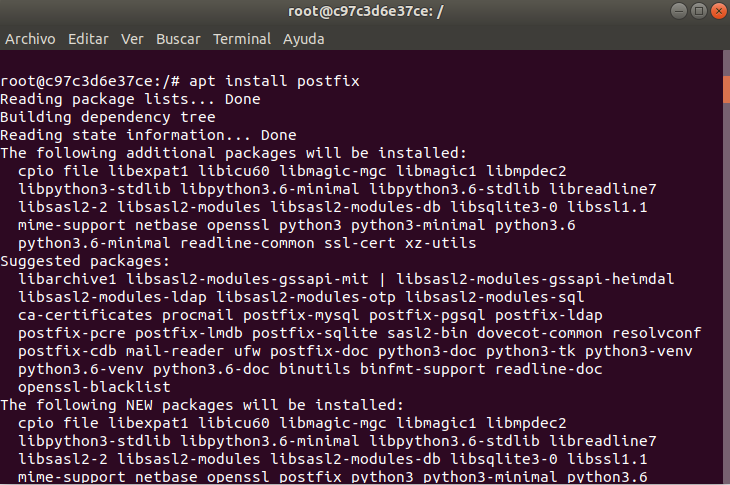 root@c97c3d6e37ce: /
Archivo Editar Ver Buscar Terminal Ayuda
root@c97c3d6e37ce:/# apt install postfix
Reading package lists... Done
Building dependency tree
Reading state information... Done
The following additional packages will be installed:
  cpio file libexpat1 libicu60 libmagic-mgc libmagic1 libmpdec2
  libpython3-stdlib libpython3.6-minimal libpython3.6-stdlib libreadline7
  libsasl2-2 libsasl2-modules libsasl2-modules-db libsqlite3-0 libssl1.1
  mime-support netbase openssl python3 python3-minimal python3.6
  python3.6-minimal readline-common ssl-cert xz-utils
Suggested packages:
  libarchive1 libsasl2-modules-gssapi-mit | libsasl2-modules-gssapi-heimdal
  libsasl2-modules-ldap libsasl2-modules-otp libsasl2-modules-sql
  ca-certificates procmail postfix-mysql postfix-pgsql postfix-ldap
  postfix-pcre postfix-lmdb postfix-sqlite sasl2-bin dovecot-common resolvconf
  postfix-cdb mail-reader ufw postfix-doc python3-doc python3-tk python3-venv
  python3.6-venv python3.6-doc binutils binfmt-support readline-doc
  openssl-blacklist
The following NEW packages will be installed:
  cpio file libexpat1 libicu60 libmagic-mgc libmagic1 libmpdec2
  libpython3-stdlib libpython3.6-minimal libpython3.6-stdlib libreadline7
  libsasl2-2 libsasl2-modules libsasl2-modules-db libsqlite3-0 libssl1.1
  mime-support netbase openssl postfix python3 python3-minimal python3.6